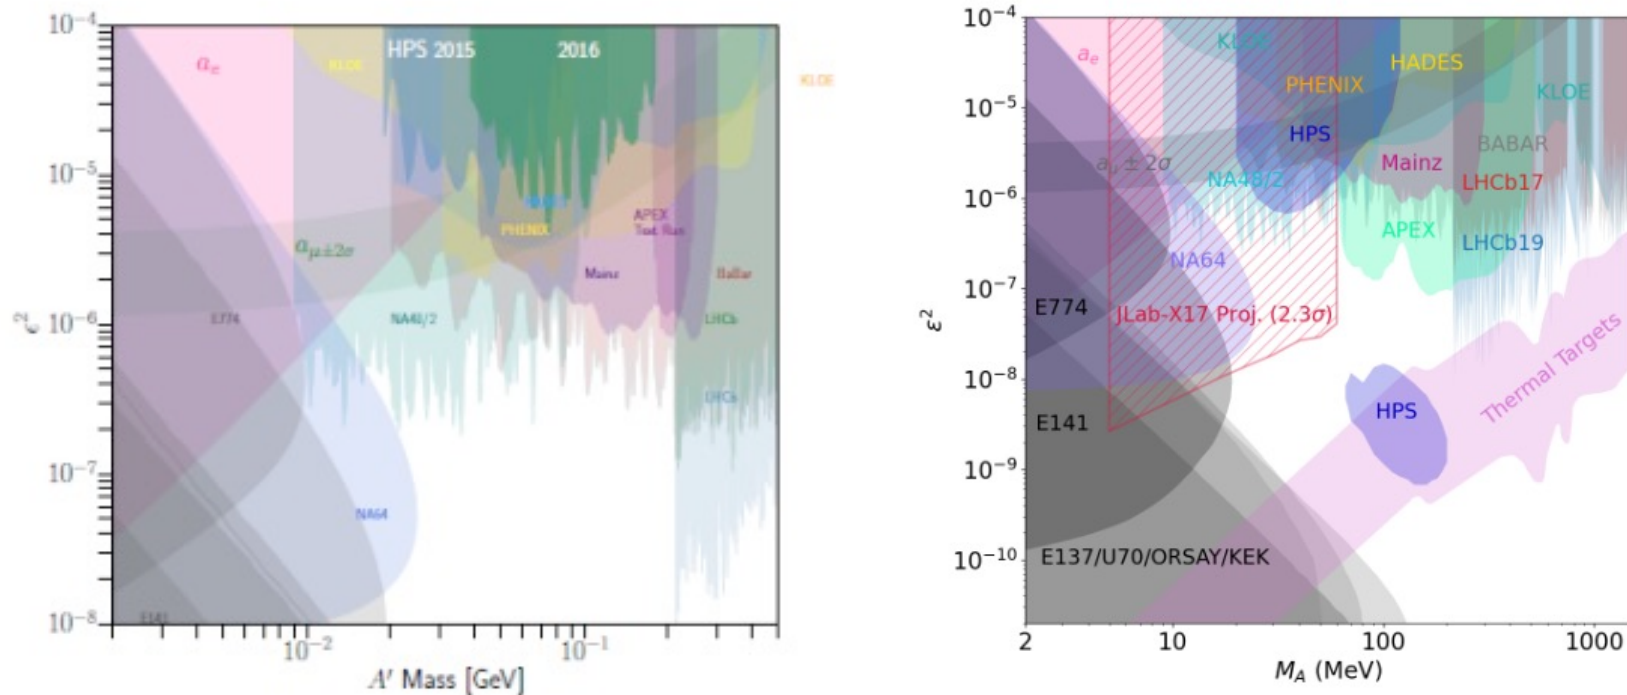 10⁻⁴
10⁻⁵
10⁻⁶
10⁻⁷
10⁻⁸
ϵ²
aₑ
KLOE
HPS 2015
2016
KLOE
PHENIX
APEX
Test Run
a_μ±2σ
Mainz
BaBar
E774
NA48/2
LHCb
LHCb
NA64
E141
10⁻²
10⁻¹
A′ Mass [GeV]
10⁻⁴
10⁻⁵
10⁻⁶
10⁻⁷
10⁻⁸
10⁻⁹
10⁻¹⁰
ε²
aₑ
KLOE
HADES
PHENIX
KLOE
HPS
BABAR
a_μ ± 2σ
Mainz
NA48/2
LHCb17
APEX
LHCb19
NA64
E774
JLab-X17 Proj. (2.3σ)
Thermal Targets
HPS
E141
E137/U70/ORSAY/KEK
2
10
100
1000
M_A (MeV)